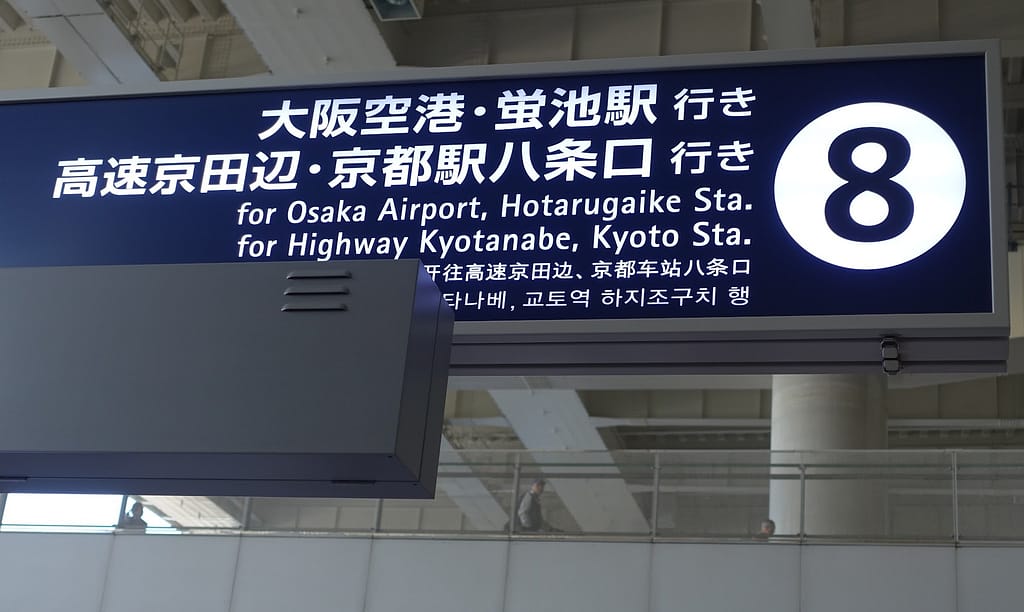 大阪空港・蛍池駅 行き
高速京田辺・京都駅八条口 行き
8
for Osaka Airport, Hotarugaike Sta.
for Highway Kyotanabe, Kyoto Sta.
往高速京田边、京都车站八条口
타나베, 교토역 하지조구치 행